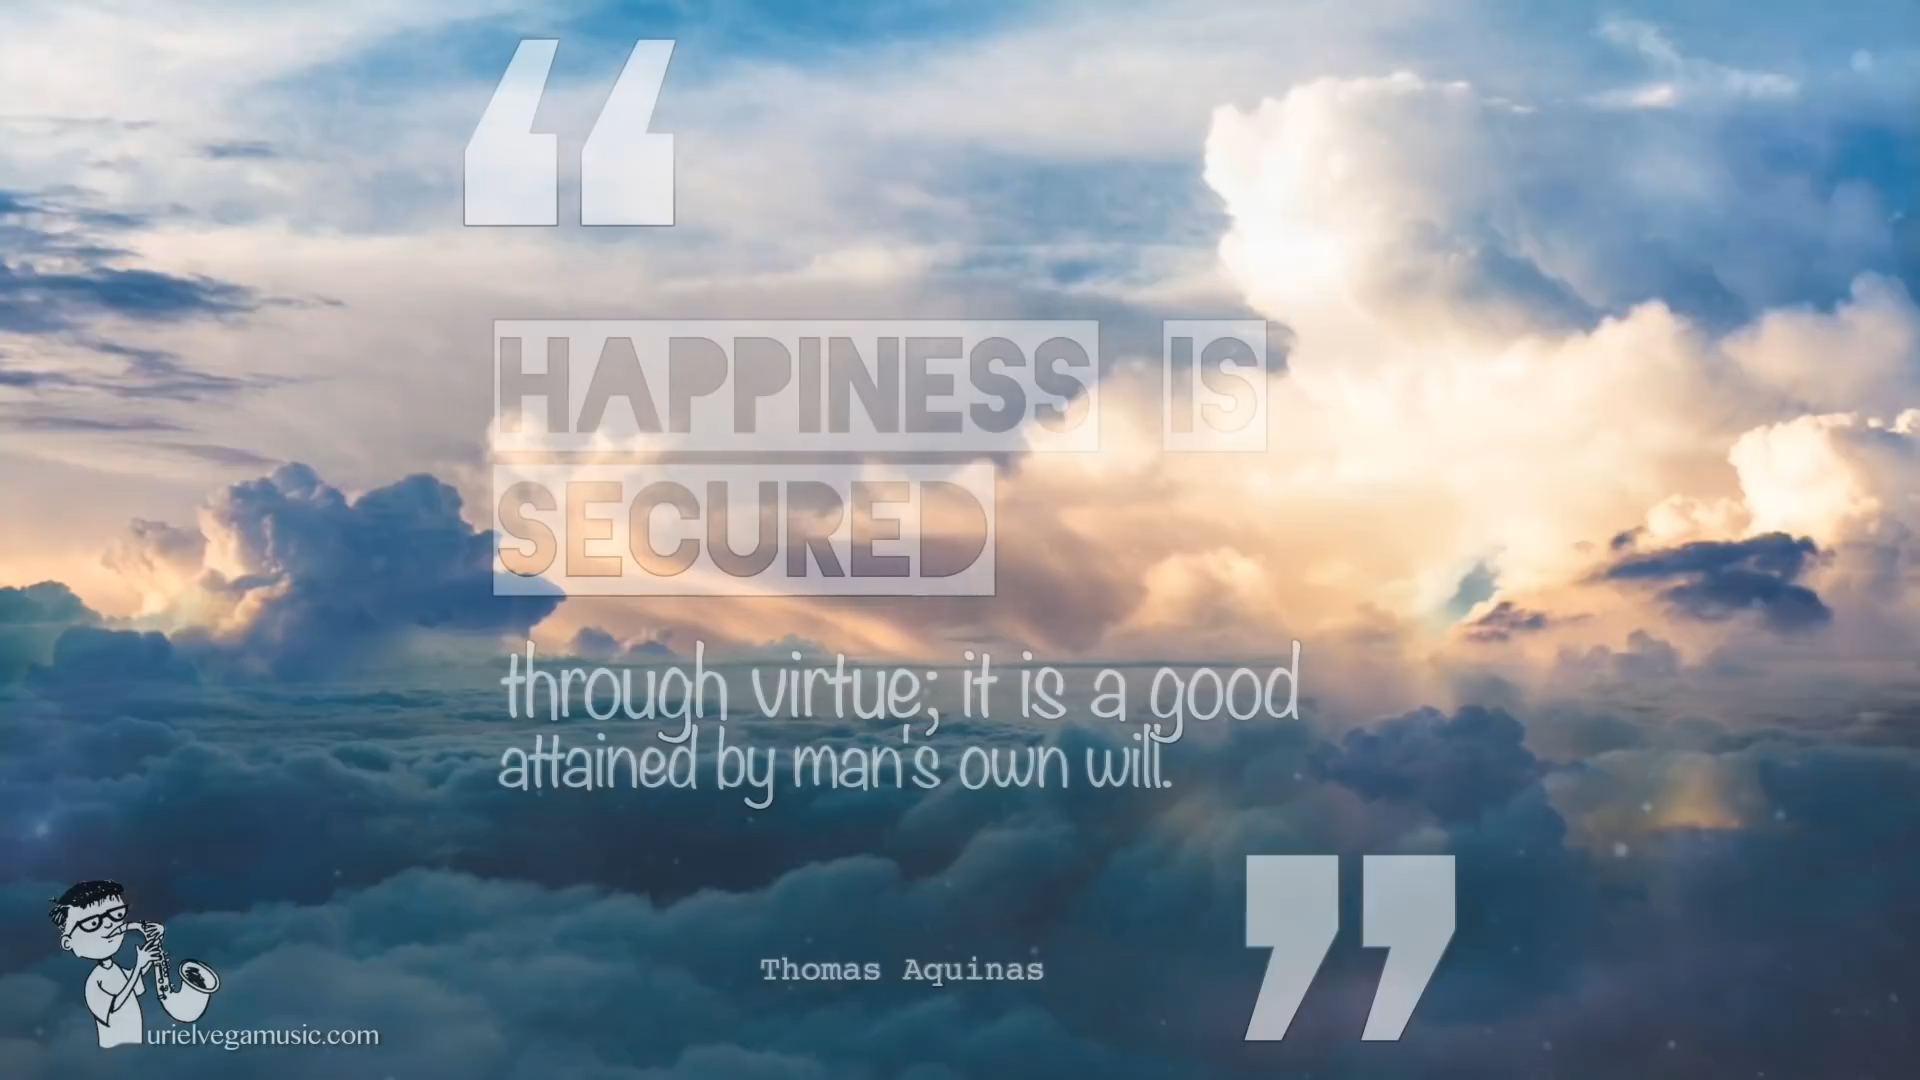 “
HAPPINESS IS
SECURED
through virtue; it is a good
attained by man's own will.
”
Thomas Aquinas
urielvegamusic.com